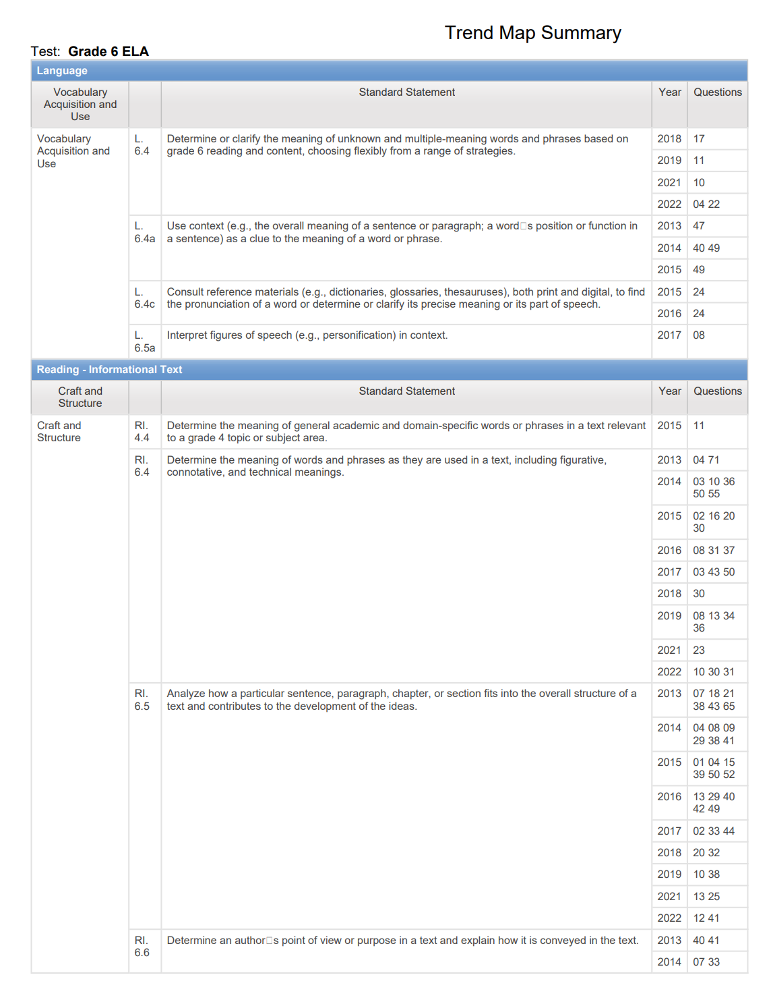 Trend Map Summary
Test: Grade 6 ELA
Language
Vocabulary
Acquisition and
Use
Standard Statement
Year
Questions
Vocabulary
Acquisition and
Use
L.
6.4
Determine or clarify the meaning of unknown and multiple-meaning words and phrases based on
grade 6 reading and content, choosing flexibly from a range of strategies.
2018 17
2019 11
2021 10
2022 04 22
L.
6.4a
Use context (e.g., the overall meaning of a sentence or paragraph; a word□s position or function in
a sentence) as a clue to the meaning of a word or phrase.
2013 47
2014 40 49
2015 49
L.
6.4c
Consult reference materials (e.g., dictionaries, glossaries, thesauruses), both print and digital, to find
the pronunciation of a word or determine or clarify its precise meaning or its part of speech.
2015 24
2016 24
L.
6.5a
Interpret figures of speech (e.g., personification) in context.
2017 08
Reading - Informational Text
Craft and
Structure
Standard Statement
Year
Questions
Craft and
Structure
RI.
4.4
Determine the meaning of general academic and domain-specific words or phrases in a text relevant
to a grade 4 topic or subject area.
2015 11
RI.
6.4
Determine the meaning of words and phrases as they are used in a text, including figurative,
connotative, and technical meanings.
2013 04 71
2014 03 10 36
50 55
2015 02 16 20
30
2016 08 31 37
2017 03 43 50
2018 30
2019 08 13 34
36
2021 23
2022 10 30 31
RI.
6.5
Analyze how a particular sentence, paragraph, chapter, or section fits into the overall structure of a
text and contributes to the development of the ideas.
2013 07 18 21
38 43 65
2014 04 08 09
29 38 41
2015 01 04 15
39 50 52
2016 13 29 40
42 49
2017 02 33 44
2018 20 32
2019 10 38
2021 13 25
2022 12 41
RI.
6.6
Determine an author□s point of view or purpose in a text and explain how it is conveyed in the text.
2013 40 41
2014 07 33